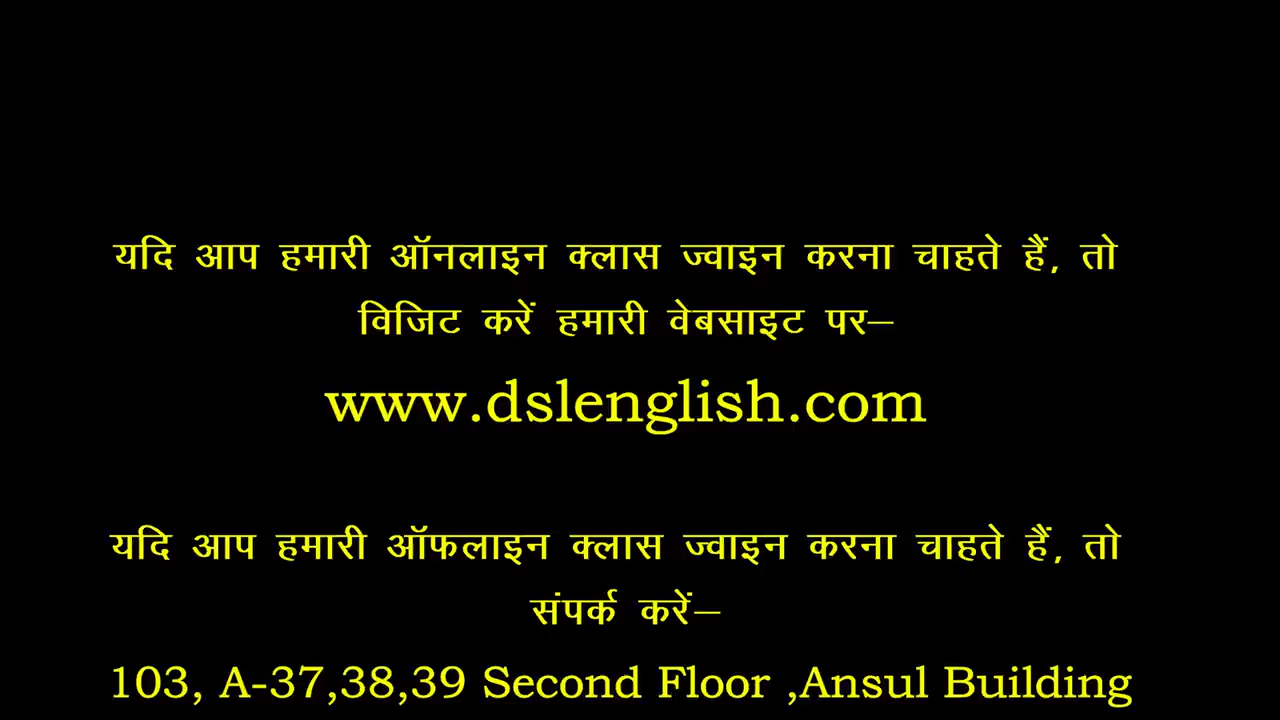 यदि आप हमारी ऑनलाइन क्लास ज्वाइन करना चाहते हैं, तो
विजिट करें हमारी वेबसाइट पर–
www.dslenglish.com
यदि आप हमारी ऑफलाइन क्लास ज्वाइन करना चाहते हैं, तो
संपर्क करें–
103, A-37,38,39 Second Floor ,Ansul Building